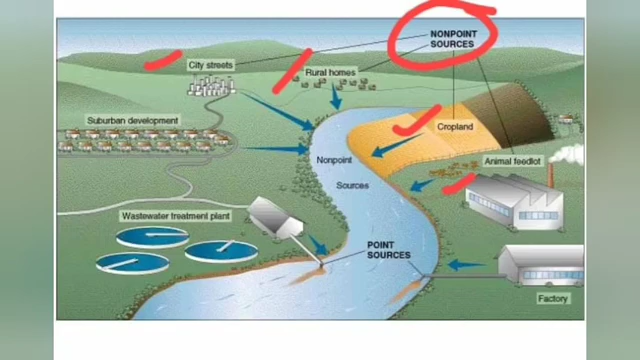 NONPOINT
SOURCES
City streets
Rural homes
Suburban development
Cropland
Nonpoint
Sources
Animal feedlot
Wastewater treatment plant
POINT
SOURCES
Factory